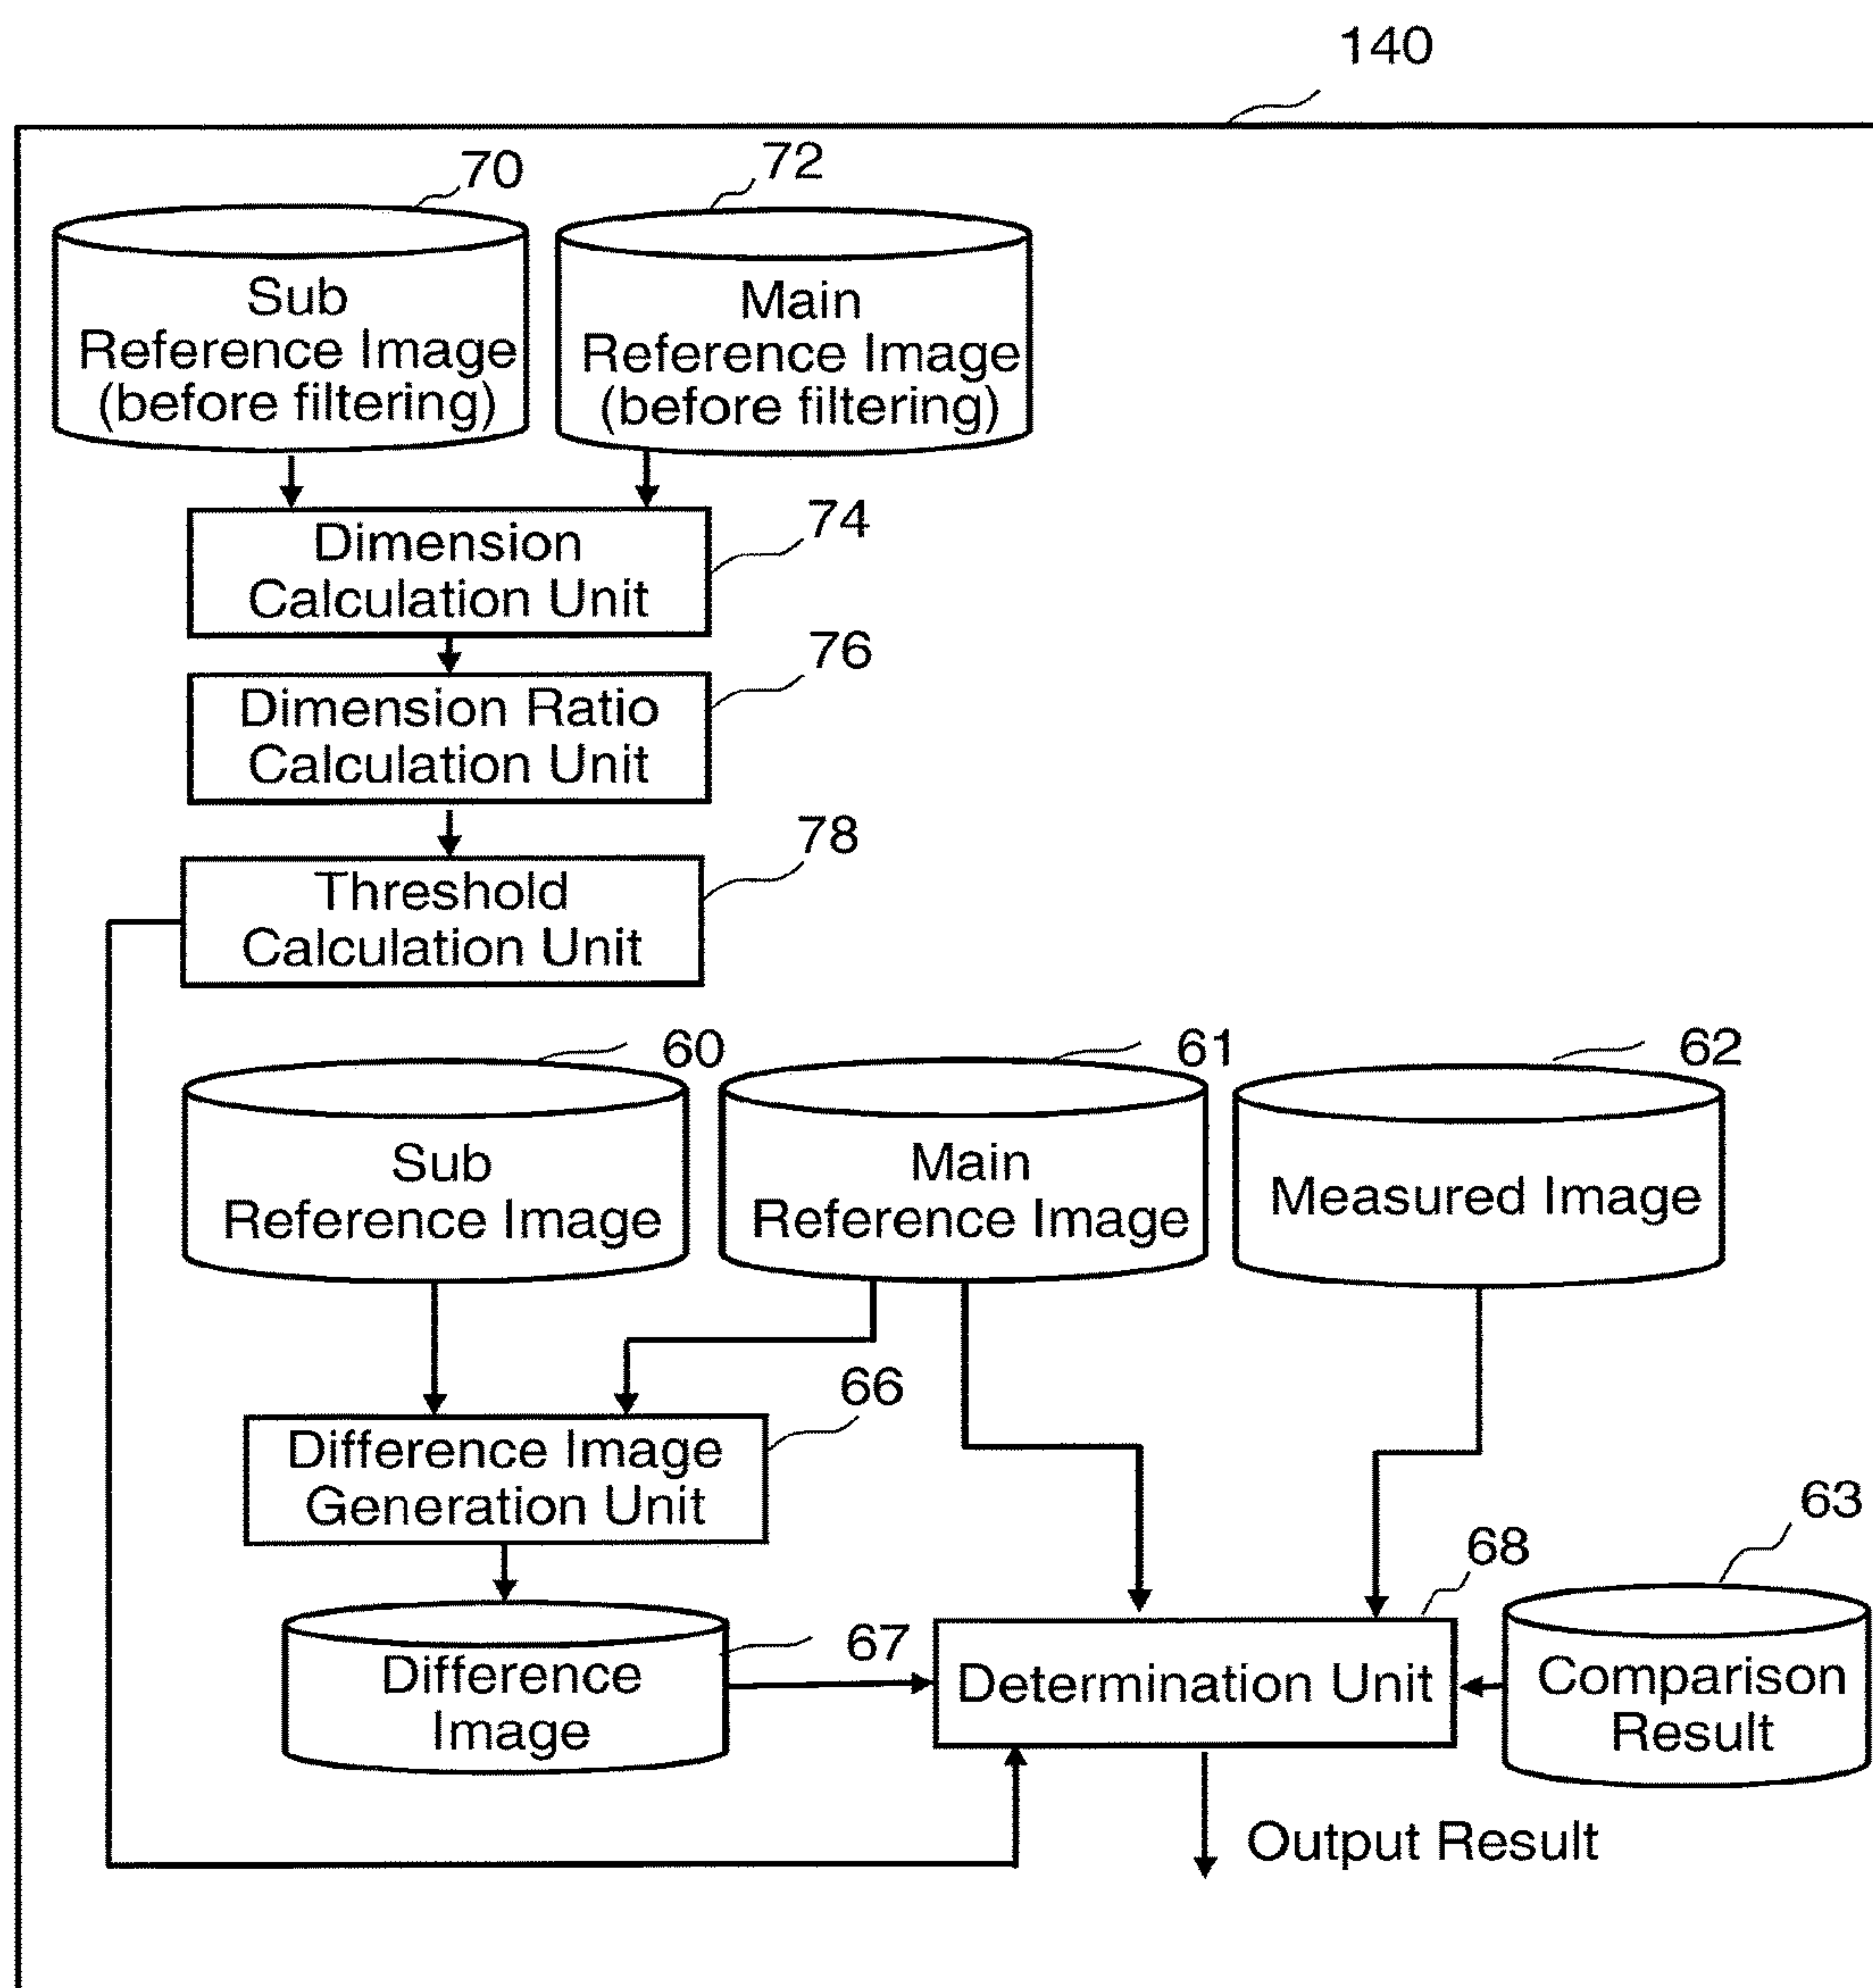 140
70
72
Sub
Reference Image
(before filtering)
Main
Reference Image
(before filtering)
74
Dimension
Calculation Unit
76
Dimension Ratio
Calculation Unit
78
Threshold
Calculation Unit
60
61
62
Sub
Reference Image
Main
Reference Image
Measured Image
66
Difference Image
Generation Unit
63
68
67
Difference
Image
Determination Unit
Comparison
Result
Output Result